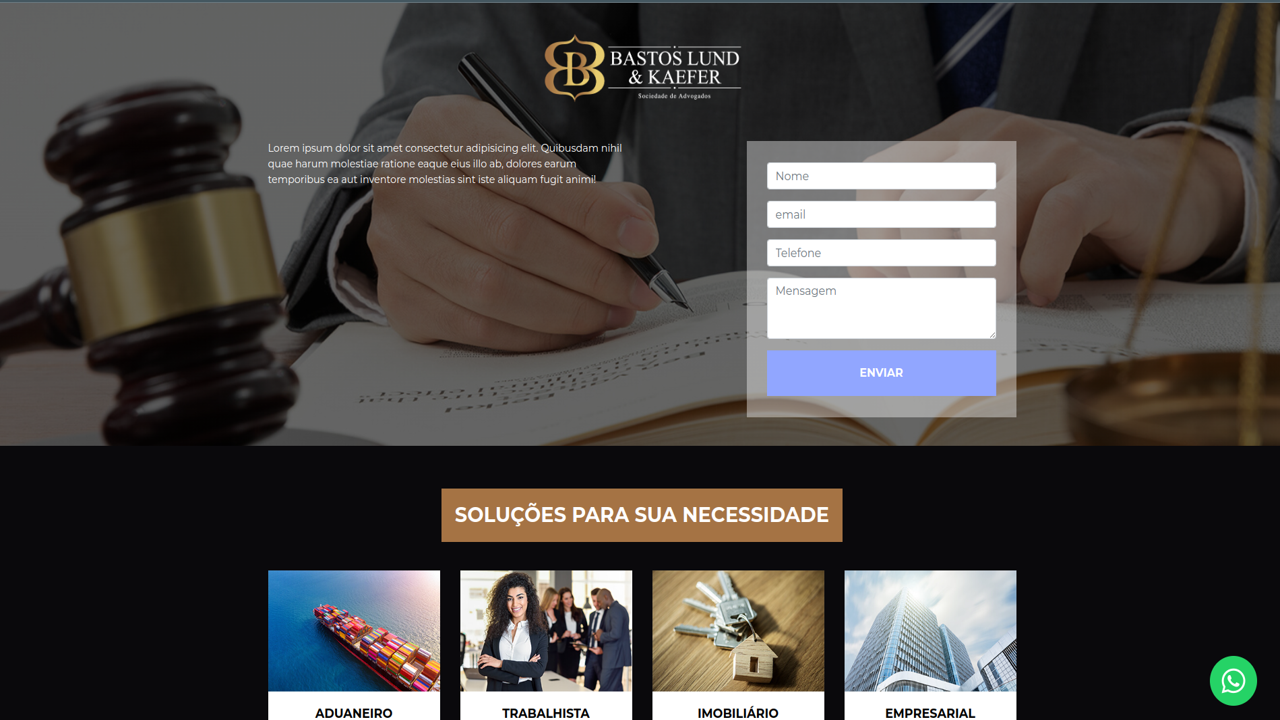 BASTOS LUND
& KAEFER
Sociedade de Advogados
Lorem ipsum dolor sit amet consectetur adipisicing elit. Quibusdam nihil
quae harum molestiae ratione eaque eius illo ab, dolores earum
temporibus ea aut inventore molestias sint iste aliquam fugit animi!
Nome
email
Telefone
Mensagem
ENVIAR
SOLUÇÕES PARA SUA NECESSIDADE
ADUANEIRO
TRABALHISTA
IMOBILIÁRIO
EMPRESARIAL